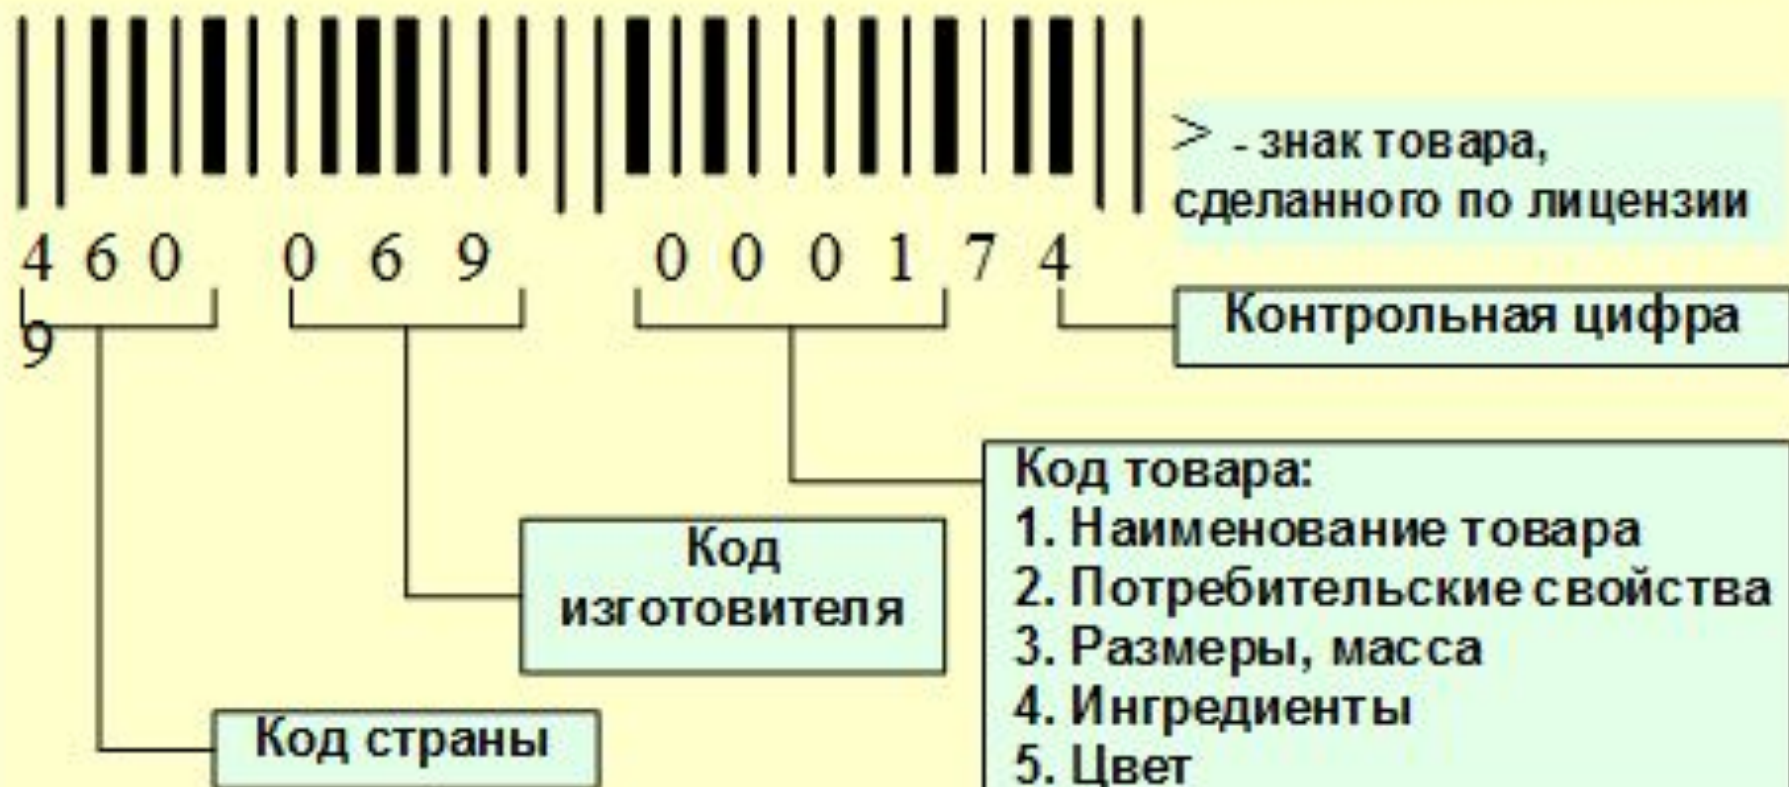 > - знак товара,
сделанного по лицензии
4 6 0 0 6 9 0 0 0 1 7 4
9
Контрольная цифра
Код товара:
1. Наименование товара
2. Потребительские свойства
3. Размеры, масса
4. Ингредиенты
5. Цвет
Код
изготовителя
Код страны